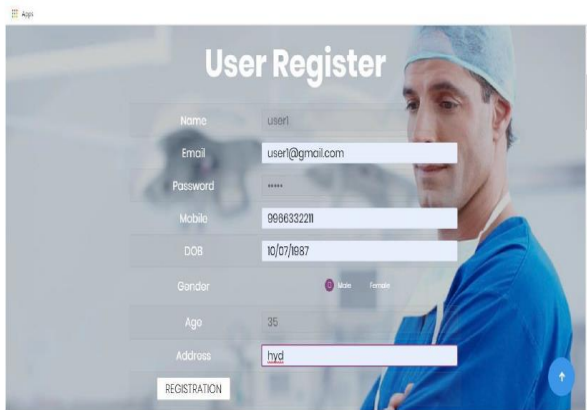 Apps
User Register
Name user1
Email user1@gmail.com
Password •••••
Mobile 9966332211
DOB 10/07/1987
Gender Male Female
Age 35
Address hyd
REGISTRATION